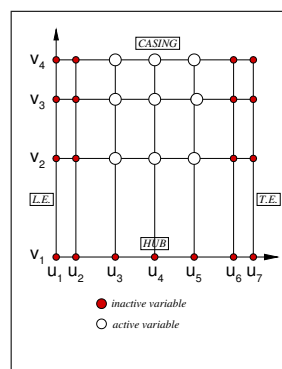 CASING
v4
v3
v2
L.E.
T.E.
HUB
v1
u1 u2 u3 u4 u5 u6 u7
inactive variable
active variable